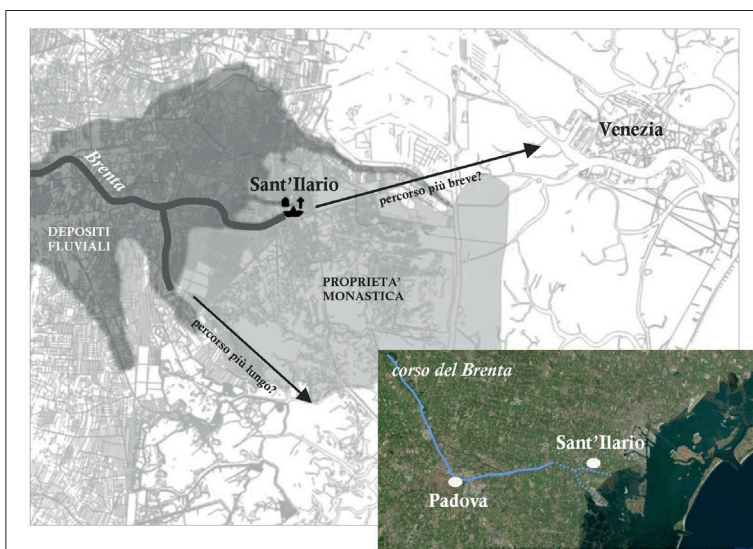 Venezia
Brenta
Sant'Ilario
percorso più breve?
DEPOSITI
FLUVIALI
PROPRIETA'
MONASTICA
percorso più lungo?
corso del Brenta
Sant'Ilario
Padova